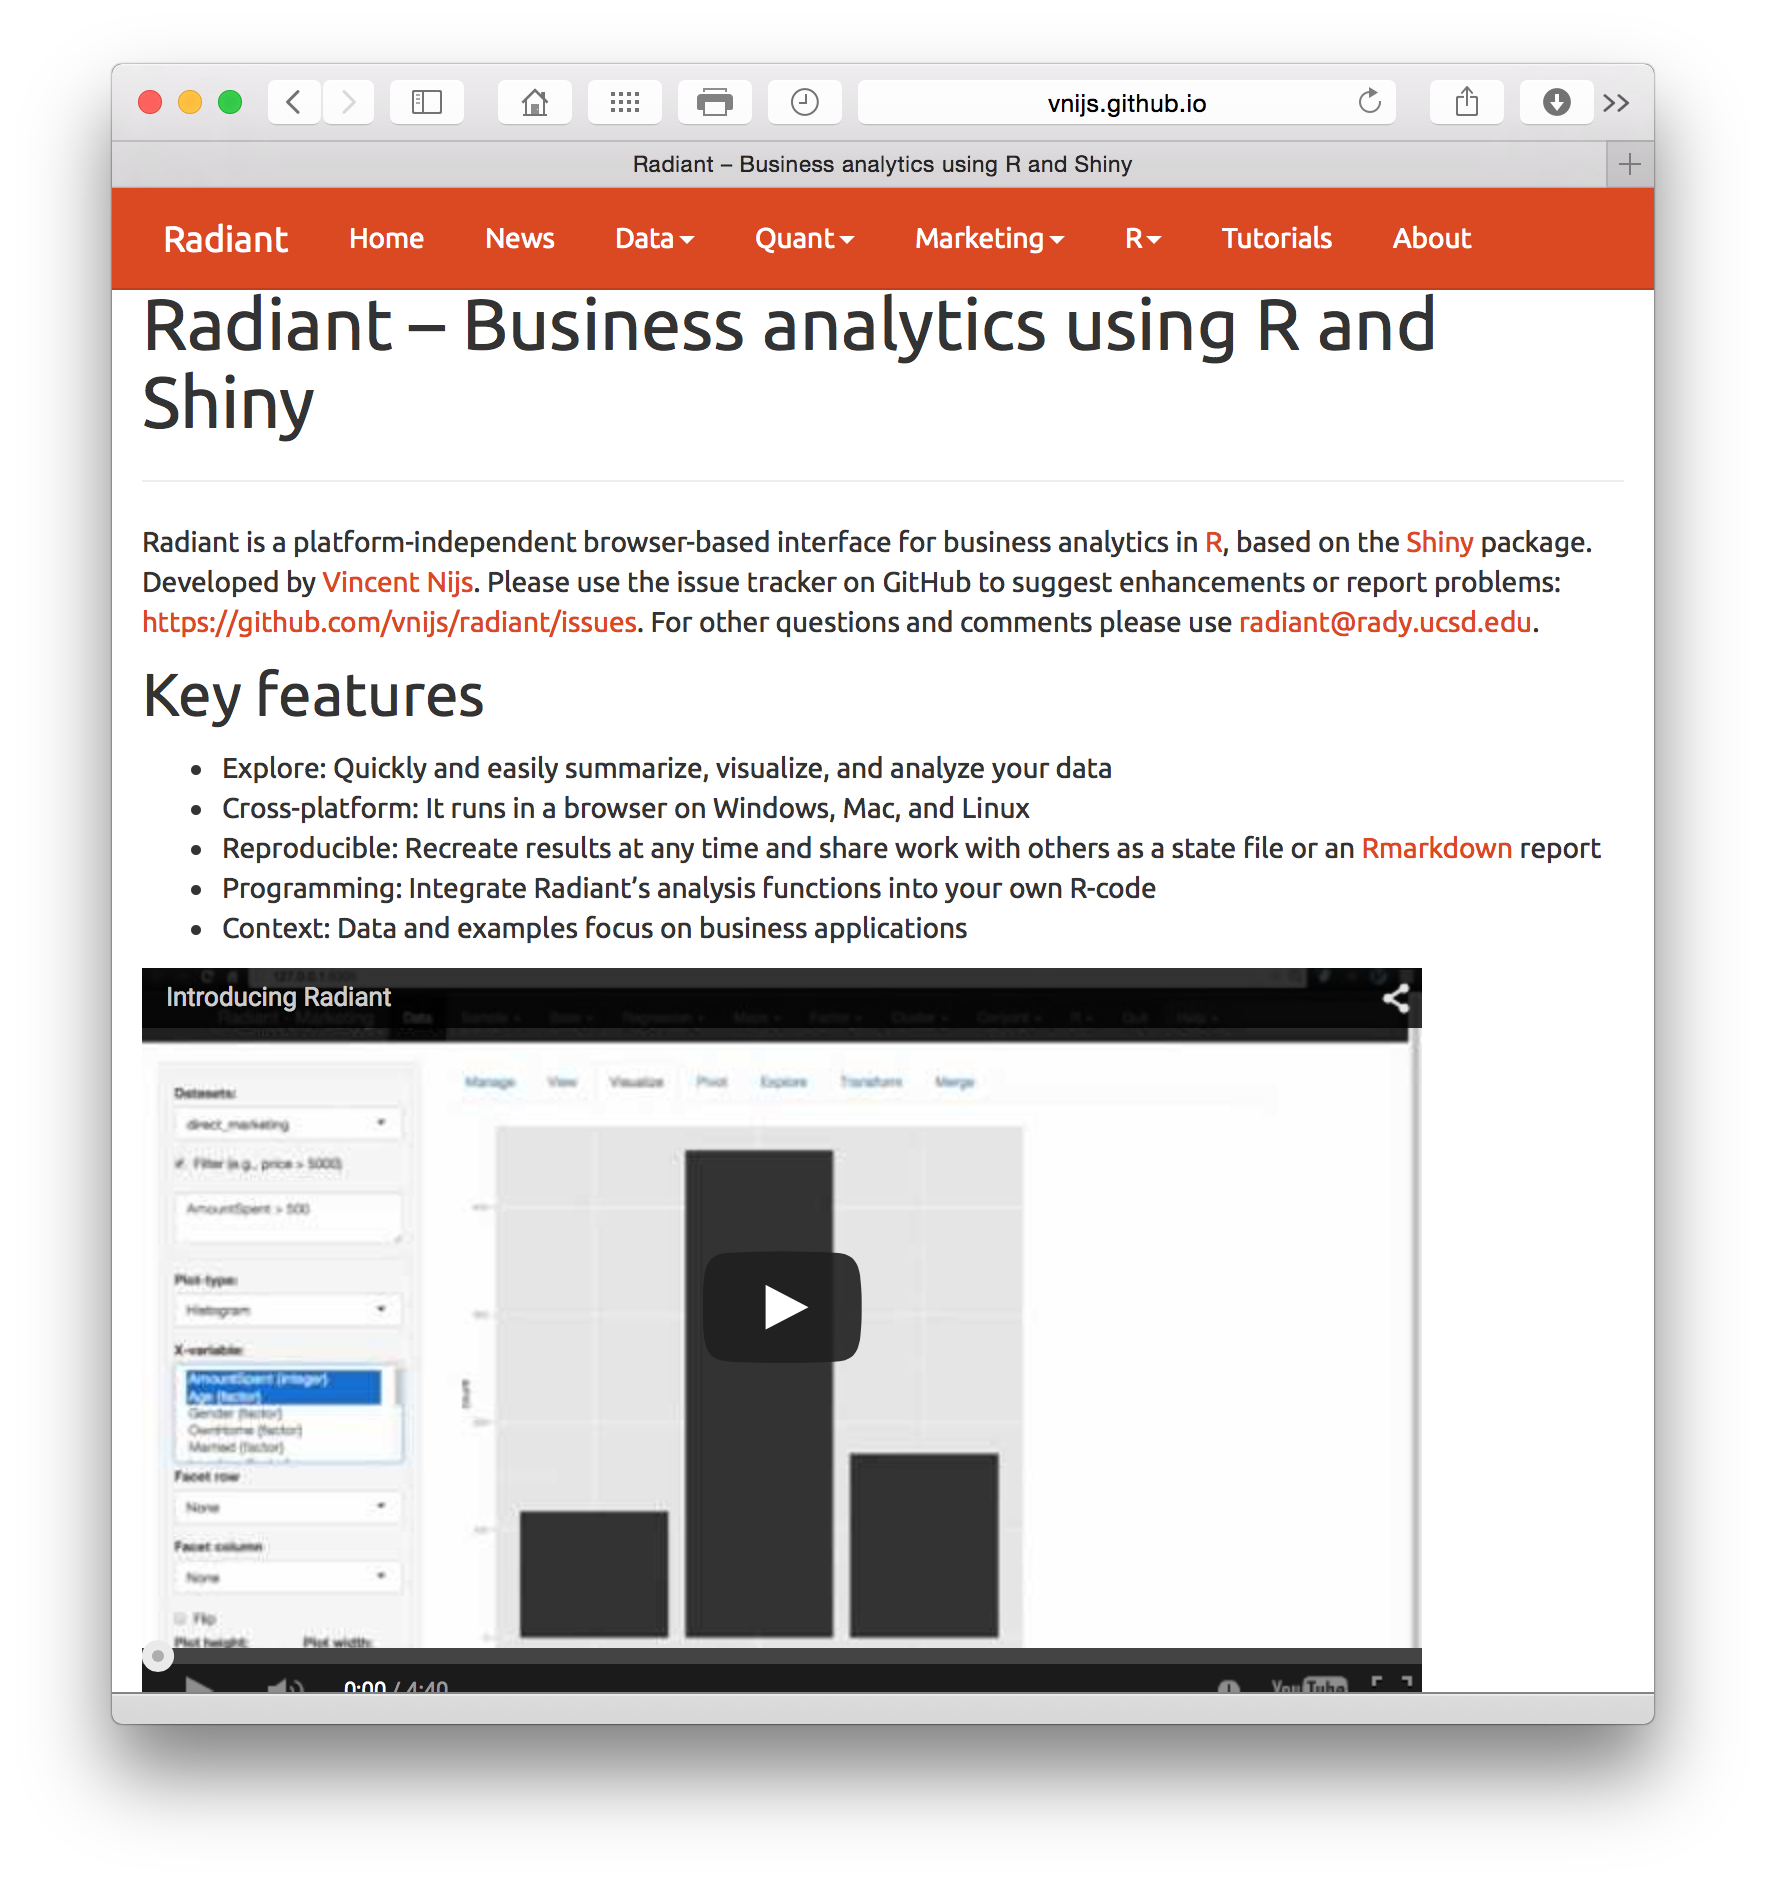 vnijs.github.io
Radiant – Business analytics using R and Shiny
Radiant Home News Data Quant Marketing R Tutorials About
Radiant – Business analytics using R and
Shiny
Radiant is a platform-independent browser-based interface for business analytics in R, based on the Shiny package.
Developed by Vincent Nijs. Please use the issue tracker on GitHub to suggest enhancements or report problems:
https://github.com/vnijs/radiant/issues. For other questions and comments please use radiant@rady.ucsd.edu.
Key features
Explore: Quickly and easily summarize, visualize, and analyze your data
Cross-platform: It runs in a browser on Windows, Mac, and Linux
Reproducible: Recreate results at any time and share work with others as a state file or an Rmarkdown report
Programming: Integrate Radiant’s analysis functions into your own R-code
Context: Data and examples focus on business applications
Introducing Radiant
Data
Manage View Visualize Pivot Explore Transform Merge
Datasets:
direct_marketing
Filter (e.g., price > 5000)
AmountSpent > 500
Plot-type:
Histogram
X-variable:
AmountSpent {integer}
Age {factor}
Gender {factor}
OwnHome {factor}
Married {factor}
count
Facet row
None
Facet column
None
Flip
Plot height: Plot width:
0:00 / 4:40
YouTube